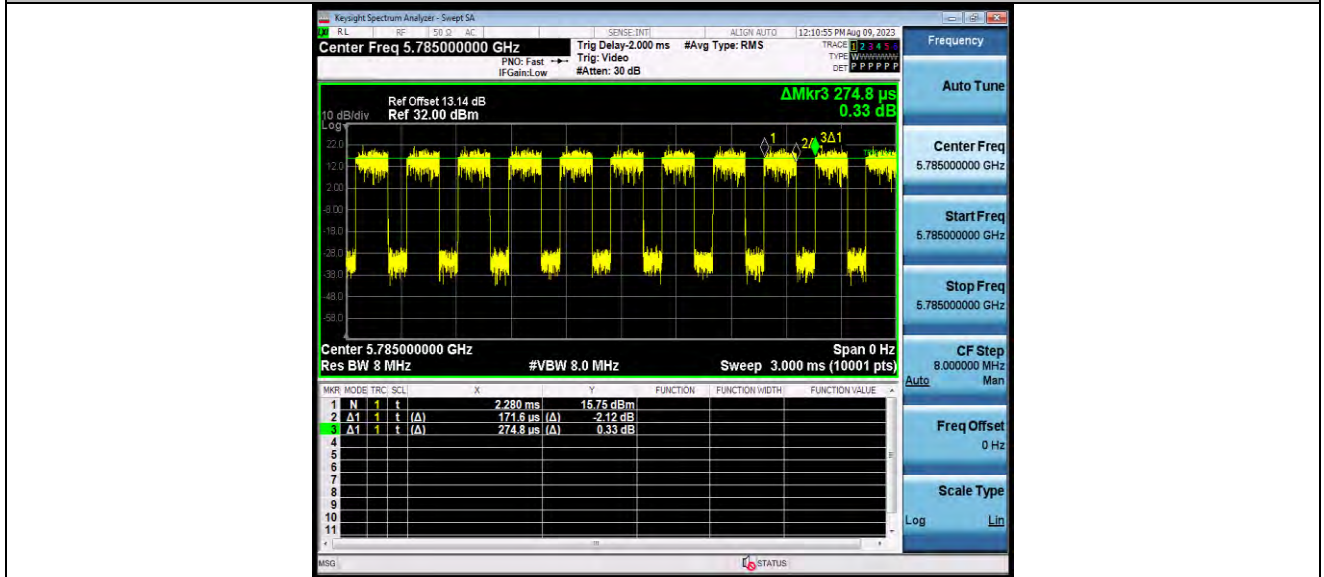 Keysight Spectrum Analyzer - Swept SA
RL RF 50 Ω AC SENSE:INT ALIGN AUTO 12:10:55 PM Aug 09, 2023
Center Freq 5.785000000 GHz Trig Delay-2.000 ms #Avg Type: RMS TRACE 1 2 3 4 5 6
PNO: Fast Trig: Video TYPE WWWWWW
IFGain:Low #Atten: 30 dB DET P P P P P P
Frequency
Auto Tune
ΔMkr3 274.8 µs
Ref Offset 13.14 dB 0.33 dB
10 dB/div Ref 32.00 dBm
Log
22.0
12.0
2.00
-8.00
-18.0
-28.0
-38.0
-48.0
-58.0
1 2Δ 3Δ1
Center Freq
5.785000000 GHz
Start Freq
5.785000000 GHz
Stop Freq
5.785000000 GHz
Center 5.785000000 GHz Span 0 Hz
Res BW 8 MHz #VBW 8.0 MHz Sweep 3.000 ms (10001 pts)
CF Step
8.000000 MHz
Auto Man
MKR MODE TRC SCL X Y FUNCTION FUNCTION WIDTH FUNCTION VALUE
1 N 1 t 2.280 ms 15.75 dBm
2 Δ1 1 t (Δ) 171.6 µs (Δ) -2.12 dB
3 Δ1 1 t (Δ) 274.8 µs (Δ) 0.33 dB
4
5
6
7
8
9
10
11
Freq Offset
0 Hz
Scale Type
Log Lin
MSG STATUS